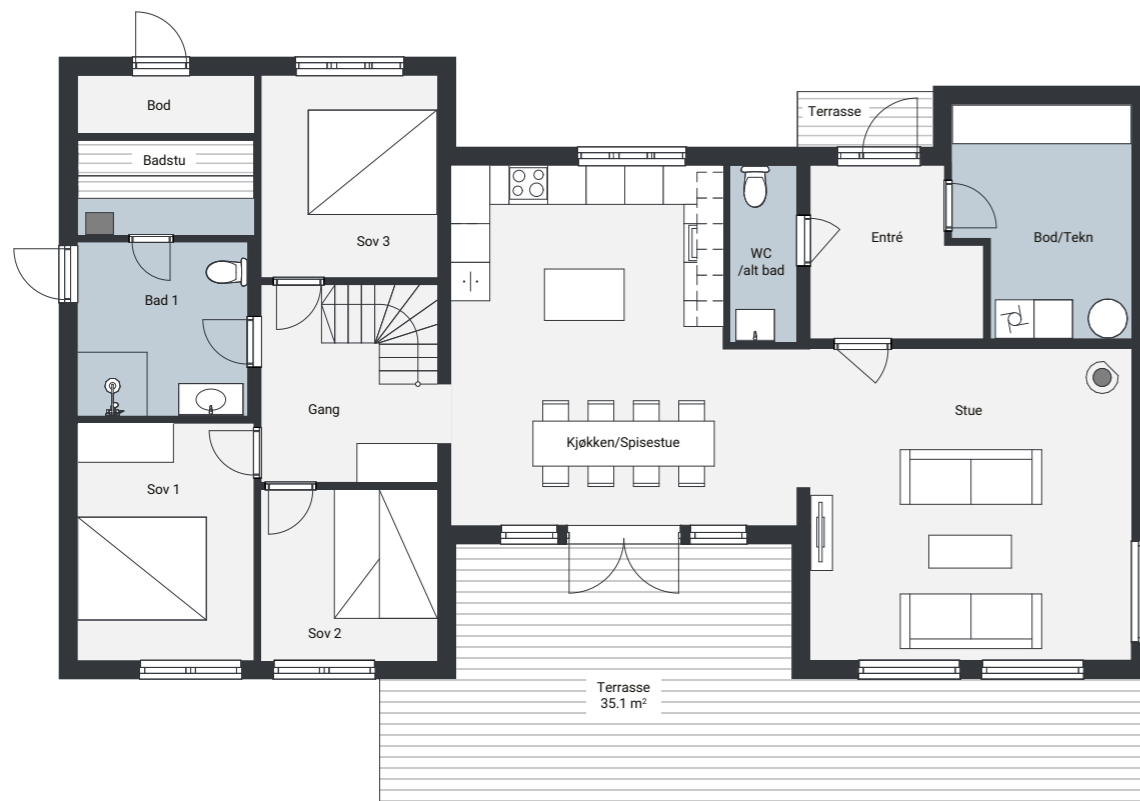 Bod
Terrasse
Badstu
Sov 3
Entré
Bod/Tekn
WC
/alt bad
Bad 1
Gang
Stue
Kjøkken/Spisestue
Sov 1
Sov 2
Terrasse
35.1 m²